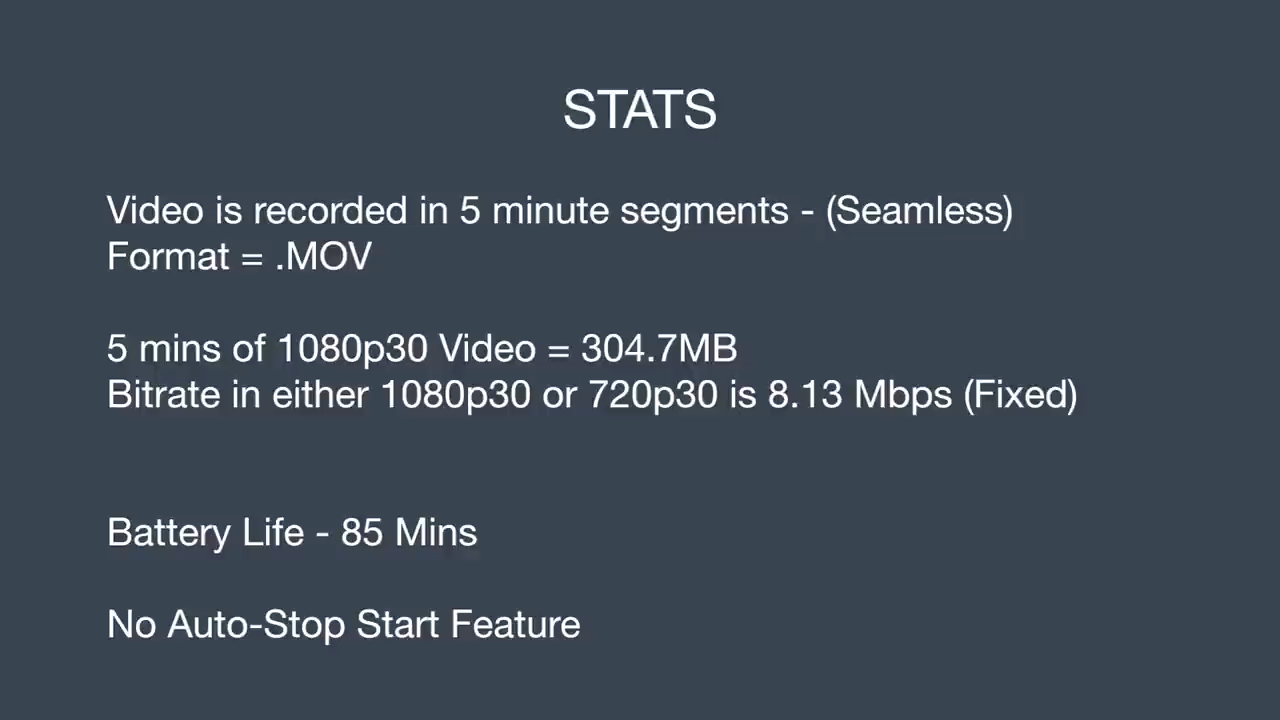 STATS
Video is recorded in 5 minute segments - (Seamless)
Format = .MOV
5 mins of 1080p30 Video = 304.7MB
Bitrate in either 1080p30 or 720p30 is 8.13 Mbps (Fixed)
Battery Life - 85 Mins
No Auto-Stop Start Feature